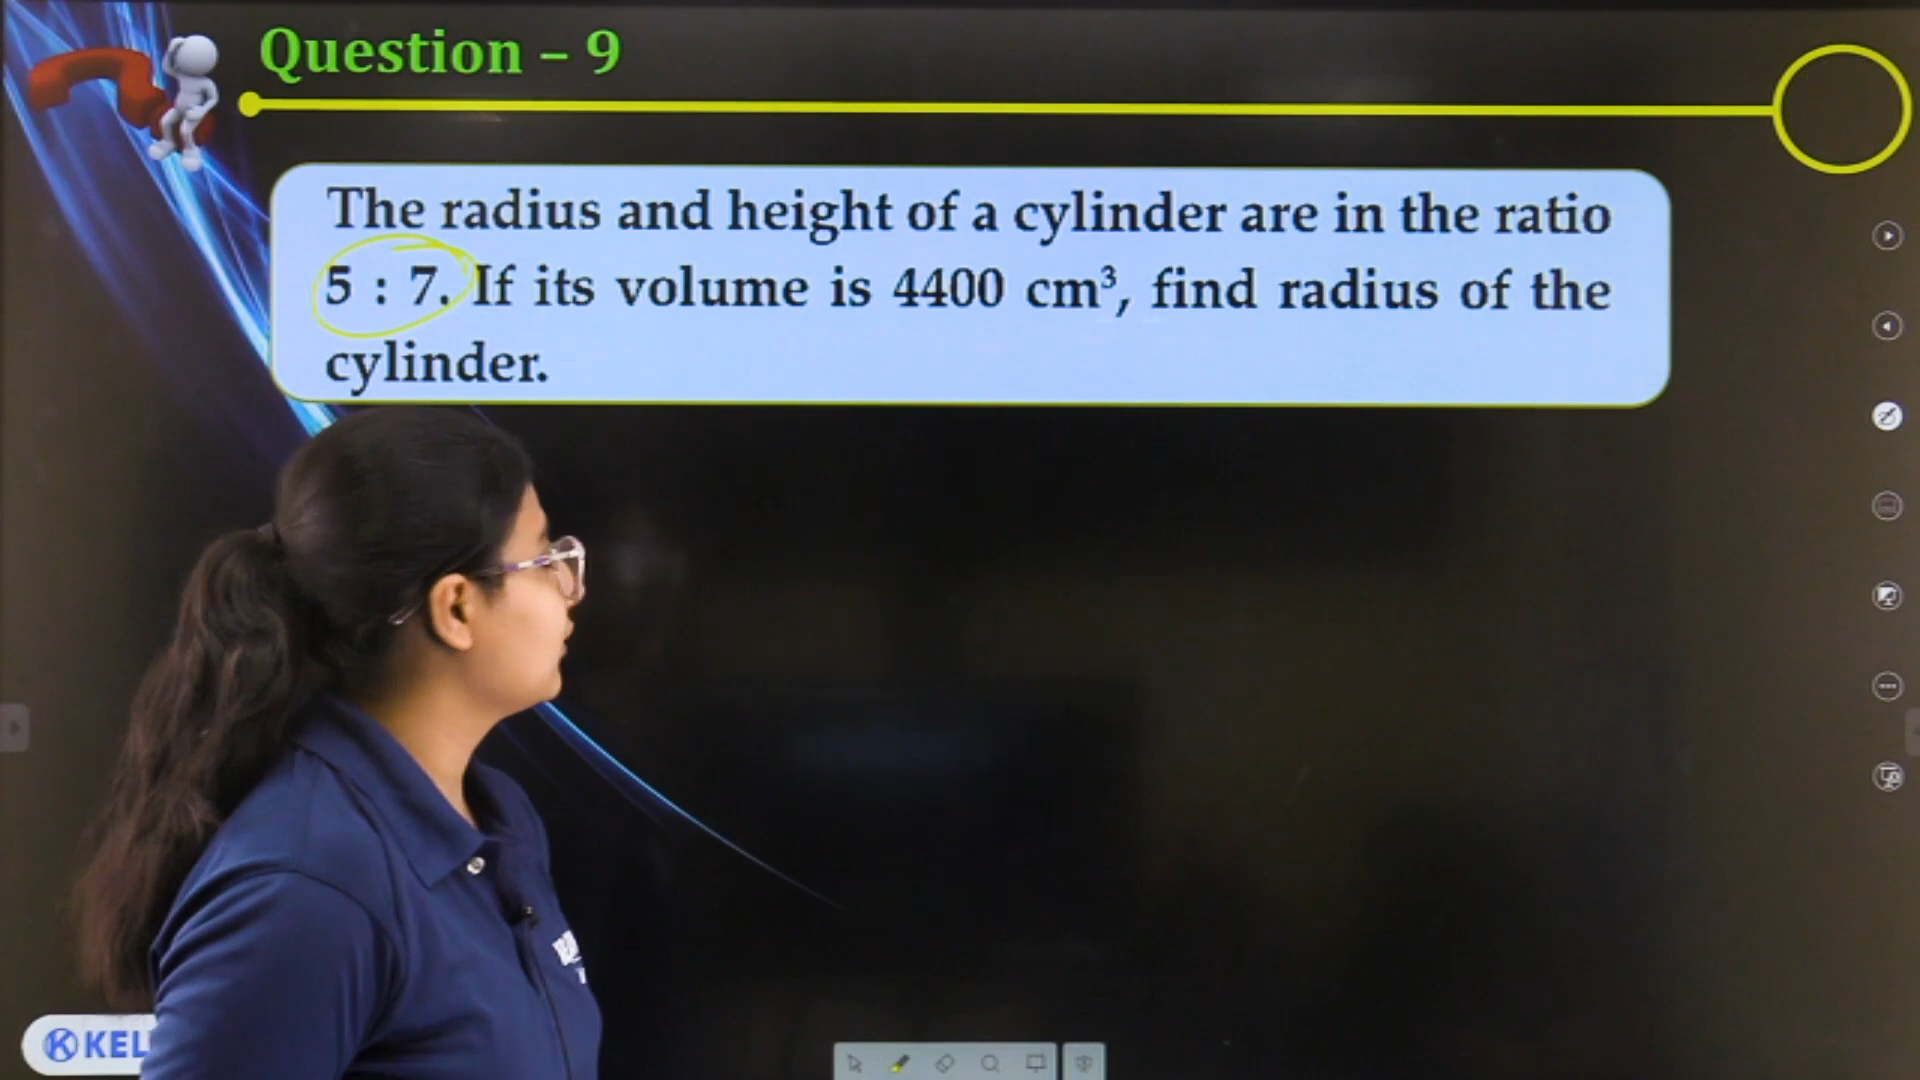 Question – 9
The radius and height of a cylinder are in the ratio
5 : 7. If its volume is 4400 cm³, find radius of the
cylinder.
KEL